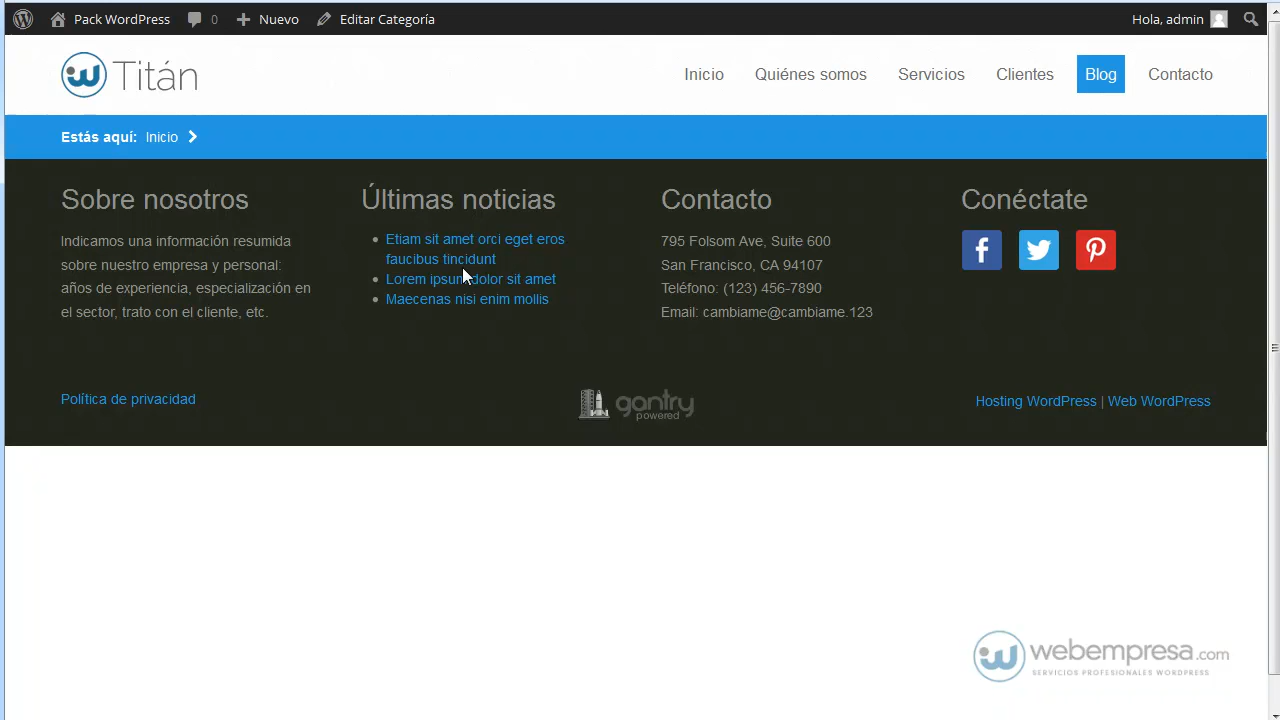 Pack WordPress 0 Nuevo Editar Categoría Hola, admin
Titán
Inicio Quiénes somos Servicios Clientes Blog Contacto
Estás aquí: Inicio
Sobre nosotros
Indicamos una información resumida
sobre nuestro empresa y personal:
años de experiencia, especialización en
el sector, trato con el cliente, etc.
Últimas noticias
Etiam sit amet orci eget eros
faucibus tincidunt
Lorem ipsum dolor sit amet
Maecenas nisi enim mollis
Contacto
795 Folsom Ave, Suite 600
San Francisco, CA 94107
Teléfono: (123) 456-7890
Email: cambiame@cambiame.123
Conéctate
Política de privacidad
gantry
powered
Hosting WordPress | Web WordPress
webempresa.com
SERVICIOS PROFESIONALES WORDPRESS